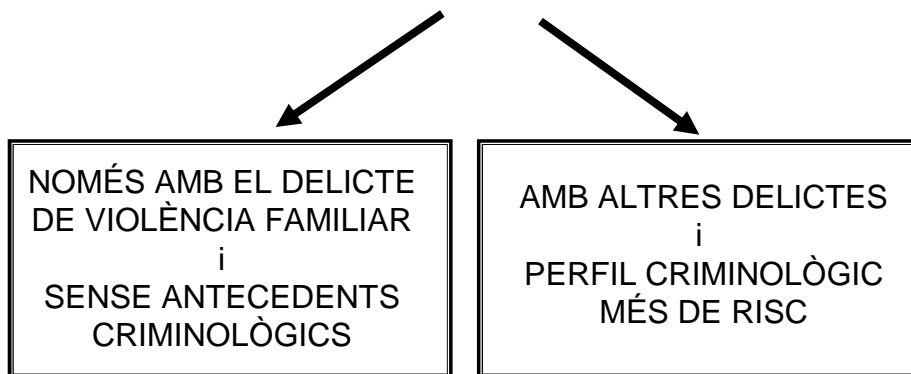 NOMÉS AMB EL DELICTE
DE VIOLÈNCIA FAMILIAR
i
SENSE ANTECEDENTS
CRIMINOLÒGICS
AMB ALTRES DELICTES
i
PERFIL CRIMINOLÒGIC
MÉS DE RISC